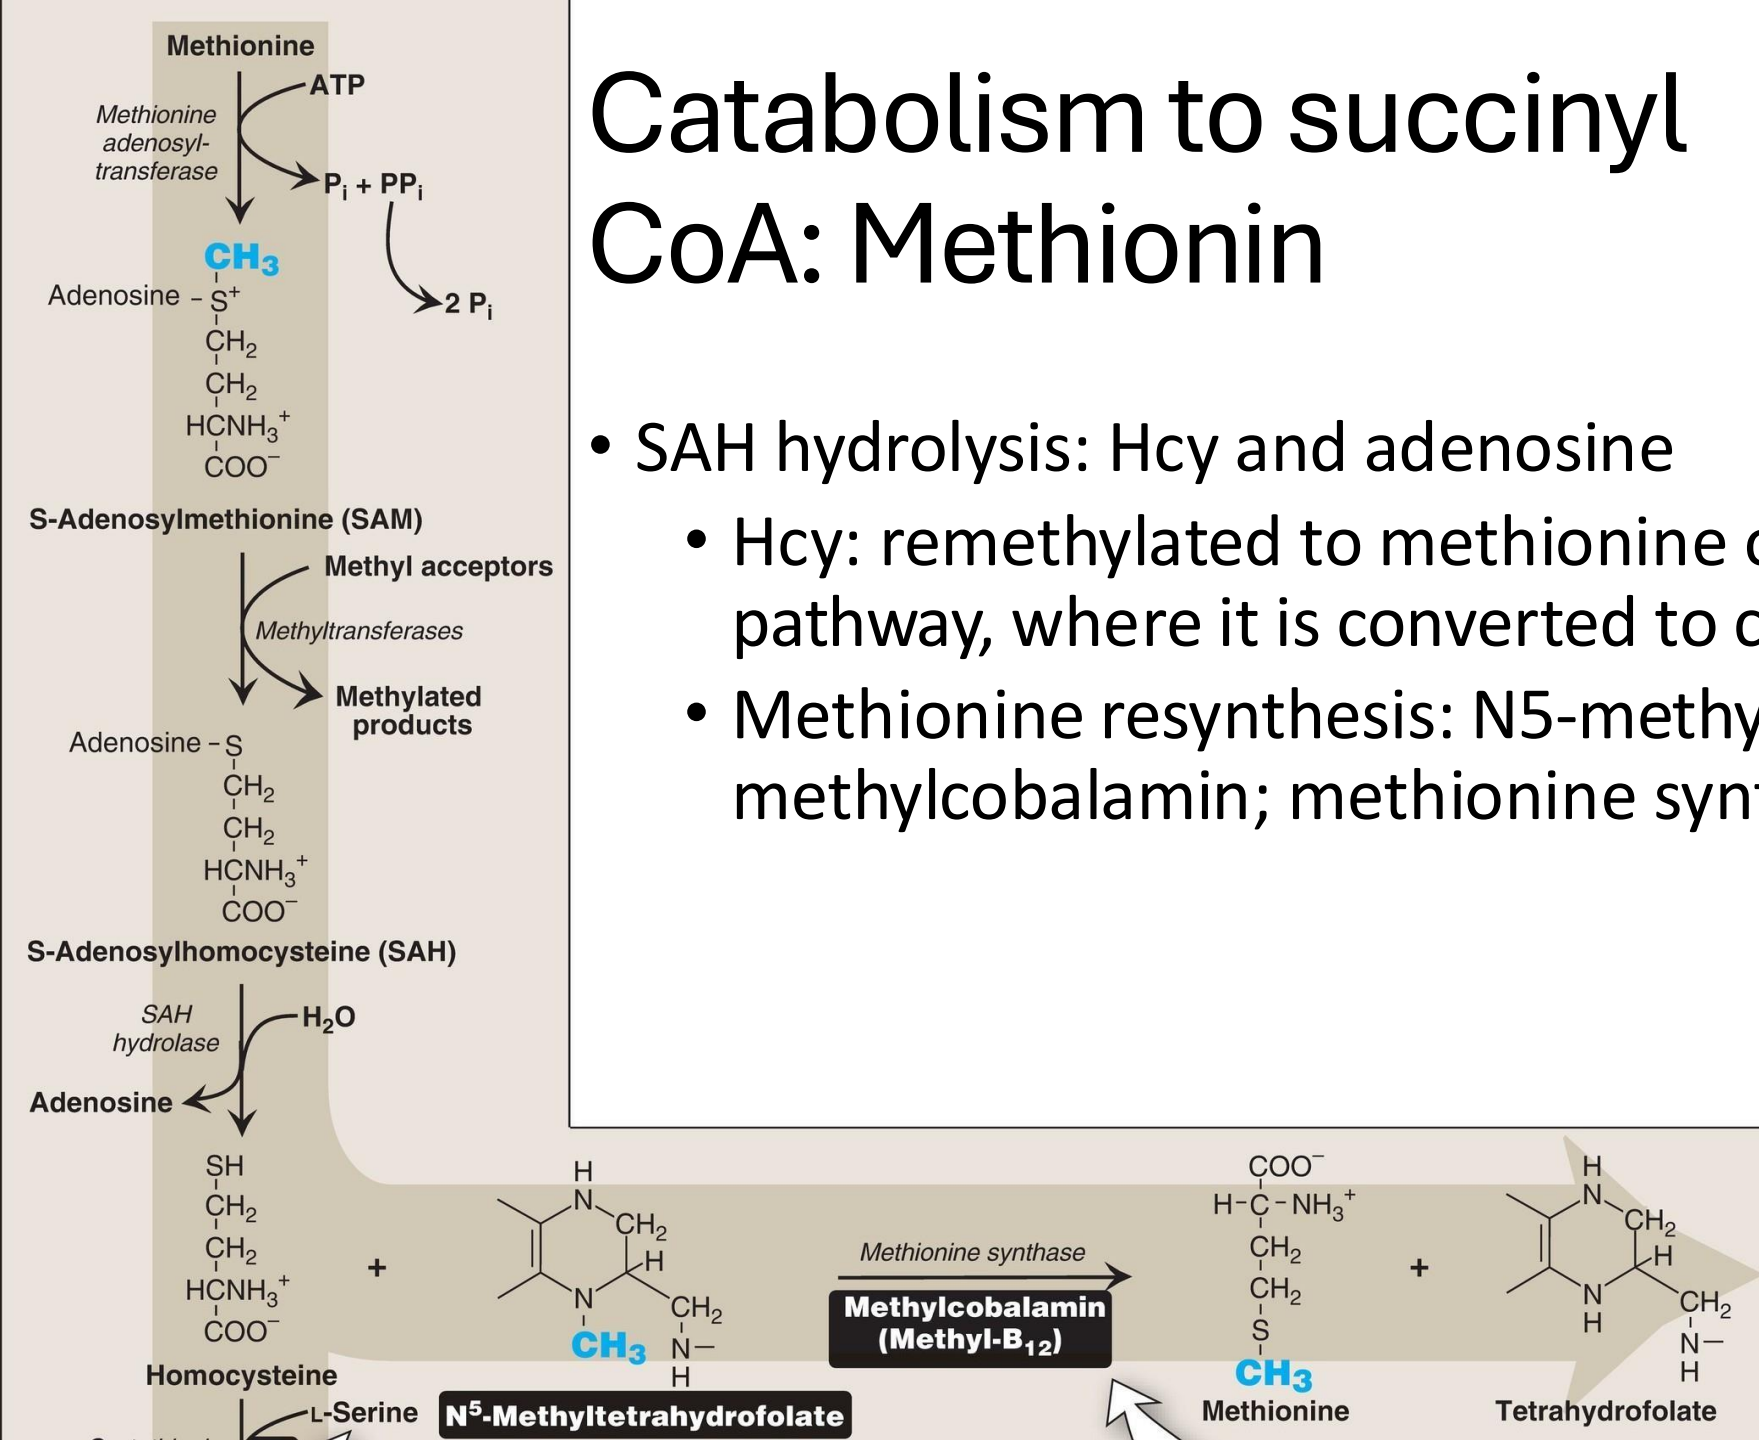 Methionine
ATP
Methionine
adenosyl-
transferase
Pi + PPi
2 Pi
CH3
Adenosine – S+
CH2
CH2
HCNH3+
COO−
S-Adenosylmethionine (SAM)
Methyl acceptors
Methyltransferases
Methylated
products
Adenosine – S
CH2
CH2
HCNH3+
COO−
S-Adenosylhomocysteine (SAH)
SAH
hydrolase
H2O
Adenosine
SH
CH2
CH2
HCNH3+
COO−
Homocysteine
L-Serine
Catabolism to succinyl
CoA: Methionin
• SAH hydrolysis: Hcy and adenosine
• Hcy: remethylated to methionine
pathway, where it is converted to
• Methionine resynthesis: N5-methy
methylcobalamin; methionine syn
+
H
N
CH2
H
N
CH2
CH3
N–
H
N5-Methyltetrahydrofolate
Methionine synthase
Methylcobalamin
(Methyl-B12)
COO−
H–C–NH3+
CH2
CH2
S
CH3
Methionine
+
H
N
CH2
H
N
H
CH2
N–
H
Tetrahydrofolate